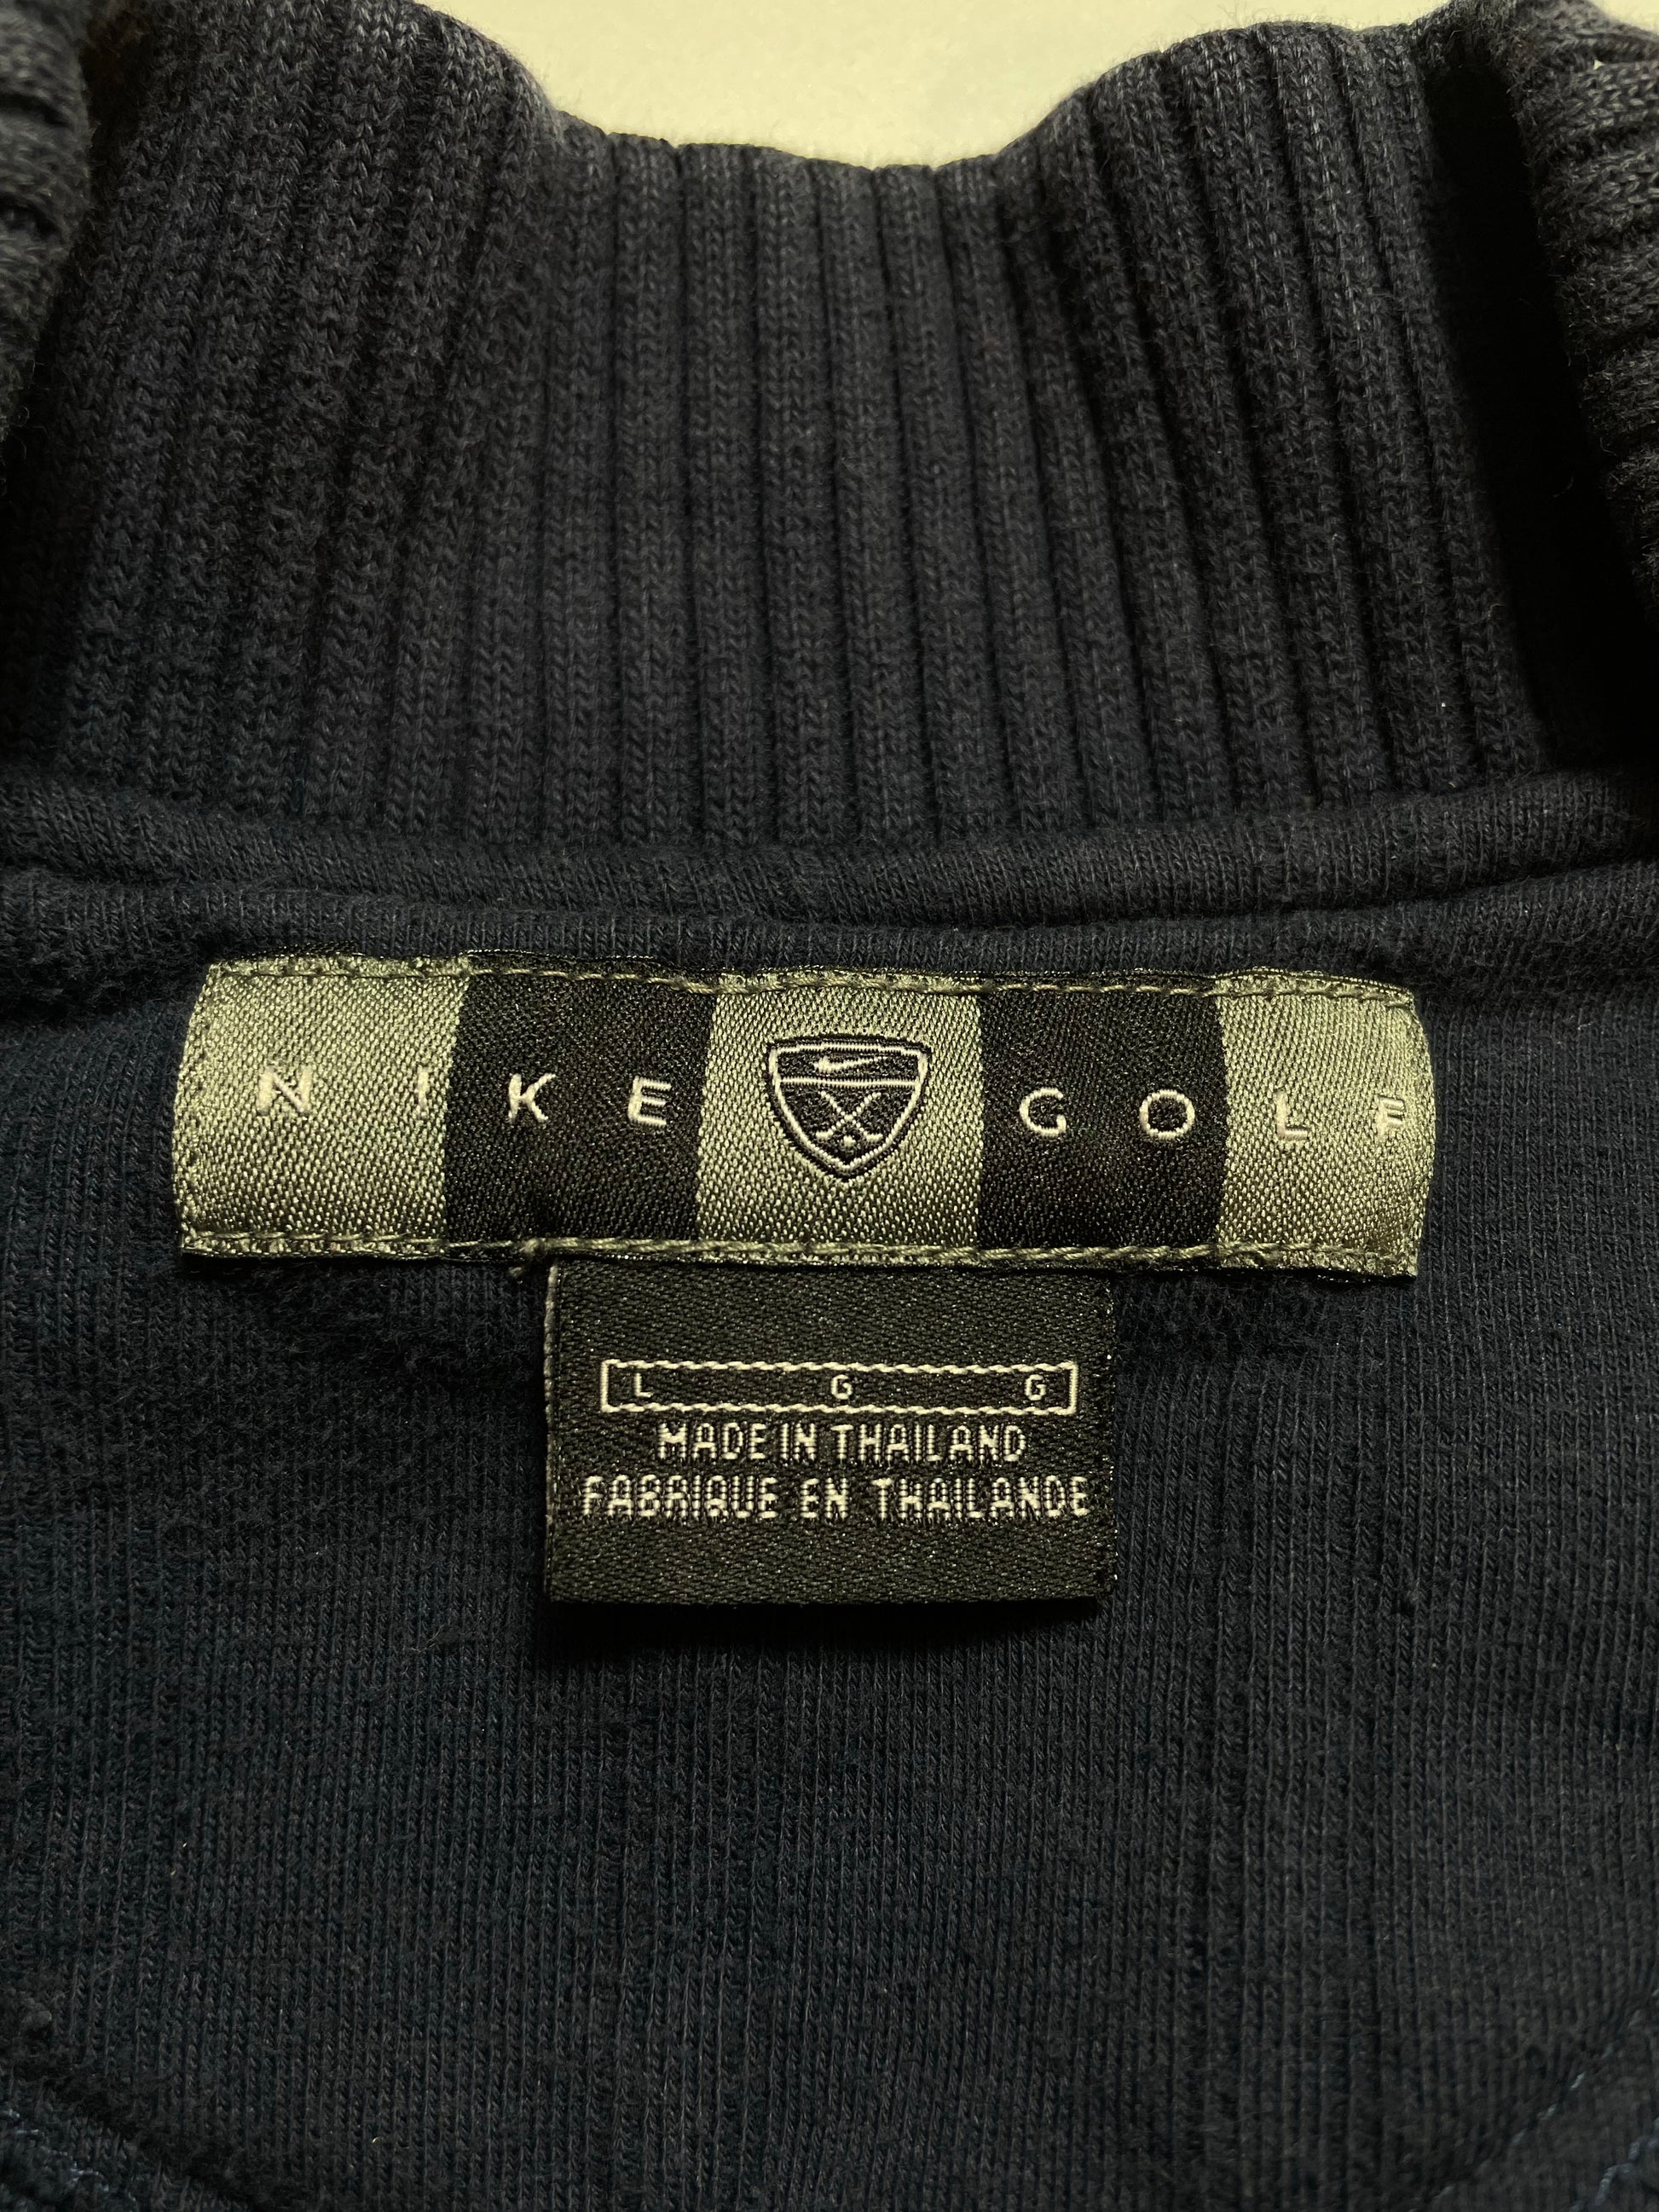 NIKE GOLF
L G G
MADE IN THAILAND
FABRIQUE EN THAILANDE